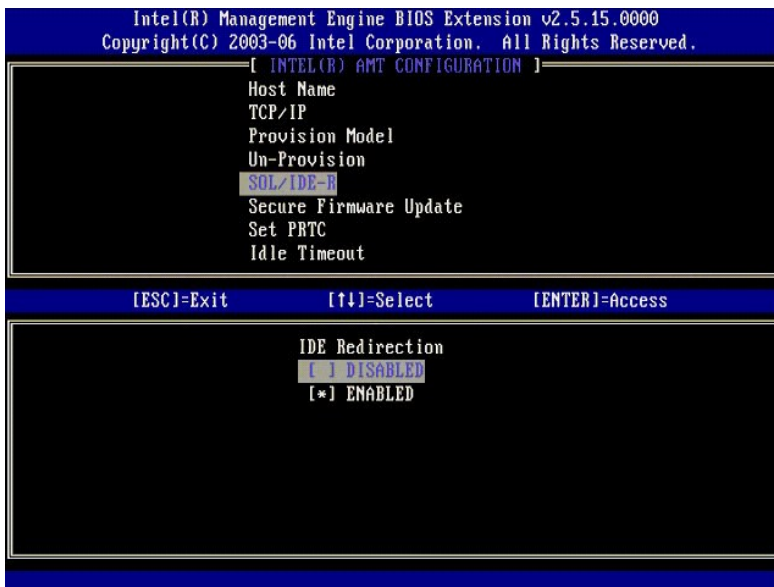 Intel(R) Management Engine BIOS Extension v2.5.15.0000
Copyright(C) 2003-06 Intel Corporation. All Rights Reserved.
[ INTEL(R) AMT CONFIGURATION ]
Host Name
TCP/IP
Provision Model
Un-Provision
SOL/IDE-R
Secure Firmware Update
Set PRTC
Idle Timeout
[ESC]=Exit [↑↓]=Select [ENTER]=Access
IDE Redirection
[ ] DISABLED
[*] ENABLED